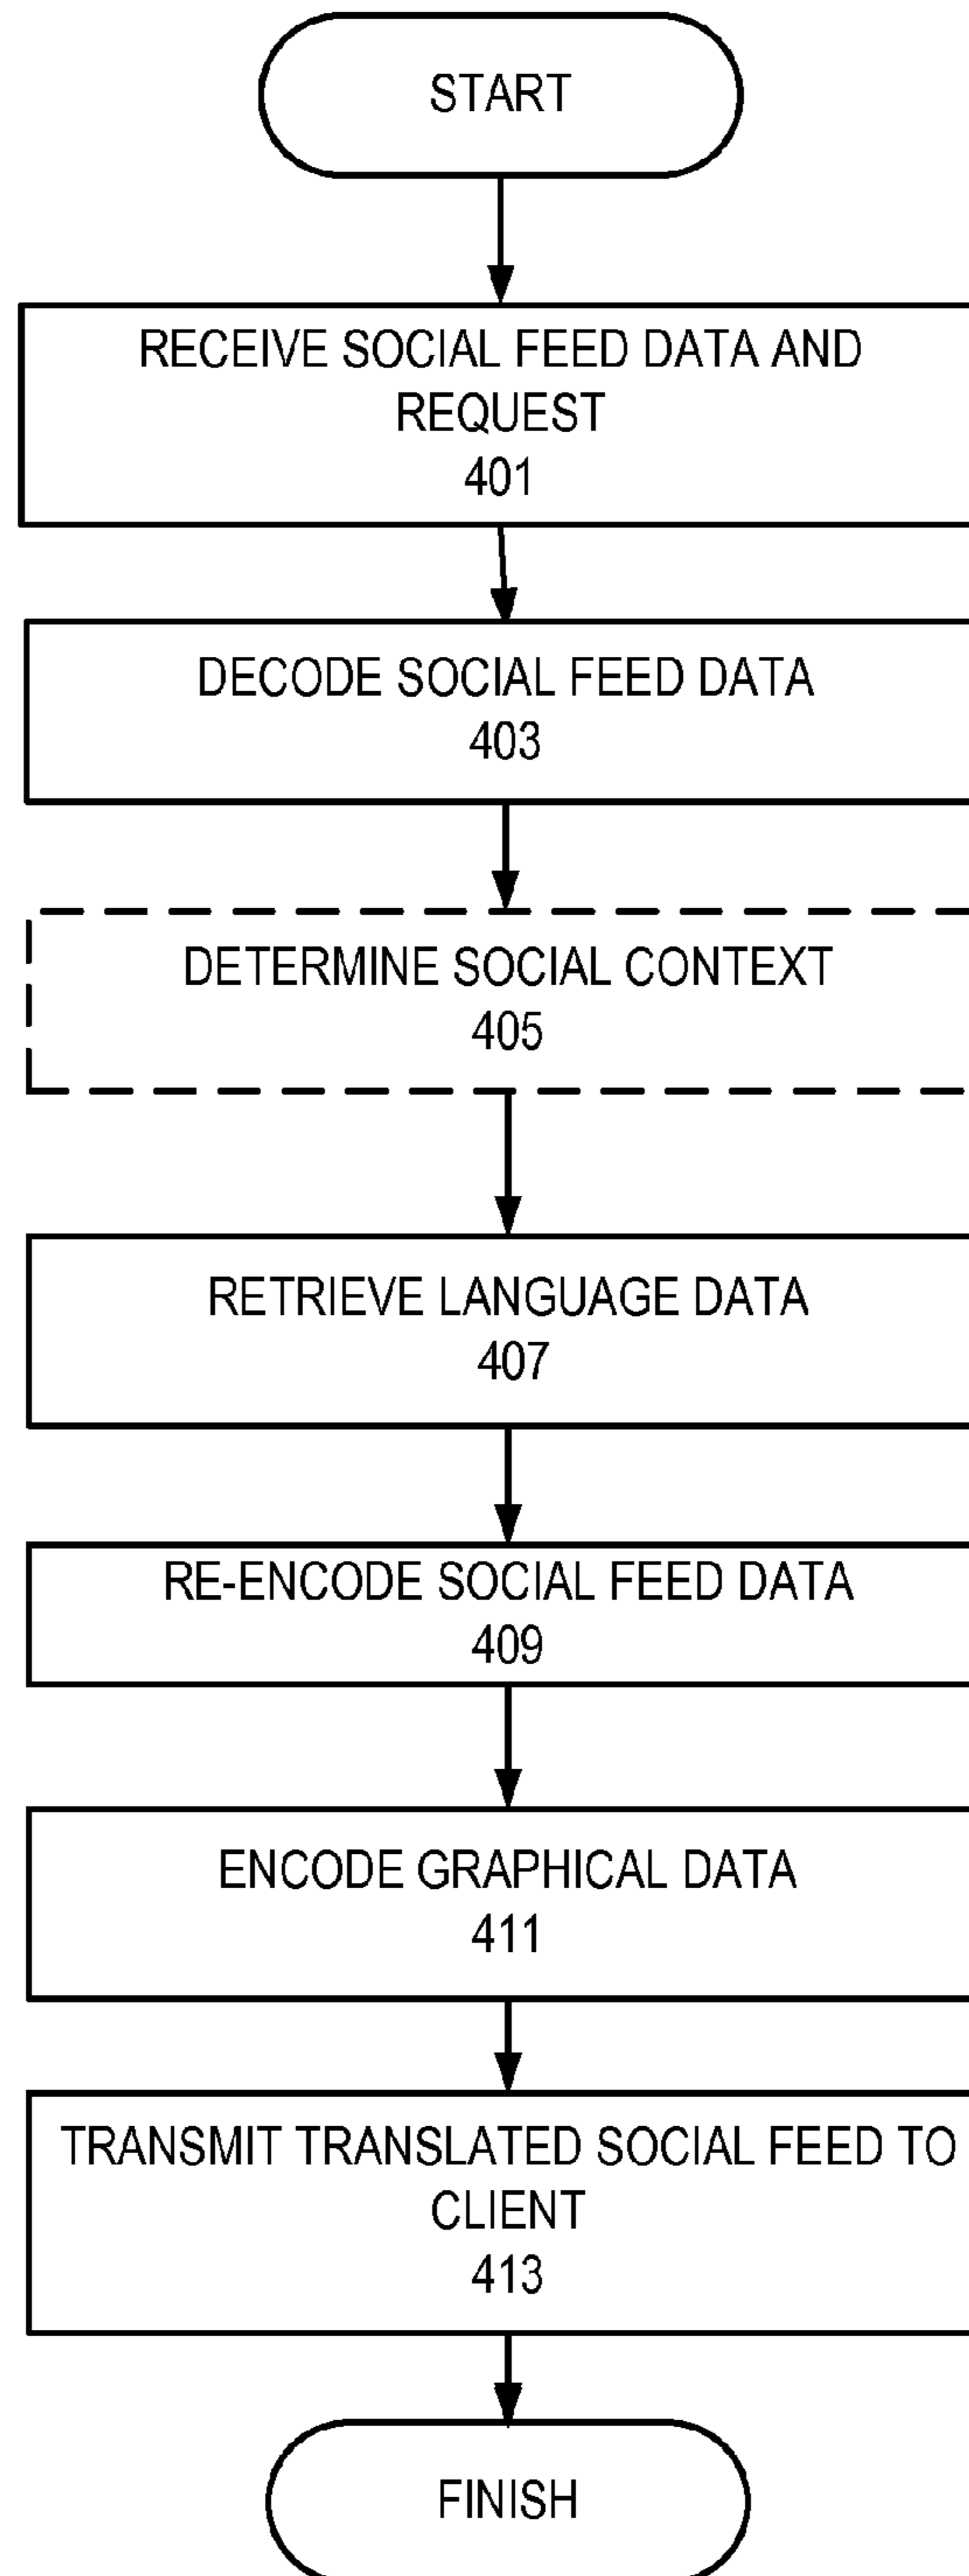 START
RECEIVE SOCIAL FEED DATA AND
REQUEST
401
DECODE SOCIAL FEED DATA
403
DETERMINE SOCIAL CONTEXT
405
RETRIEVE LANGUAGE DATA
407
RE-ENCODE SOCIAL FEED DATA
409
ENCODE GRAPHICAL DATA
411
TRANSMIT TRANSLATED SOCIAL FEED TO
CLIENT
413
FINISH